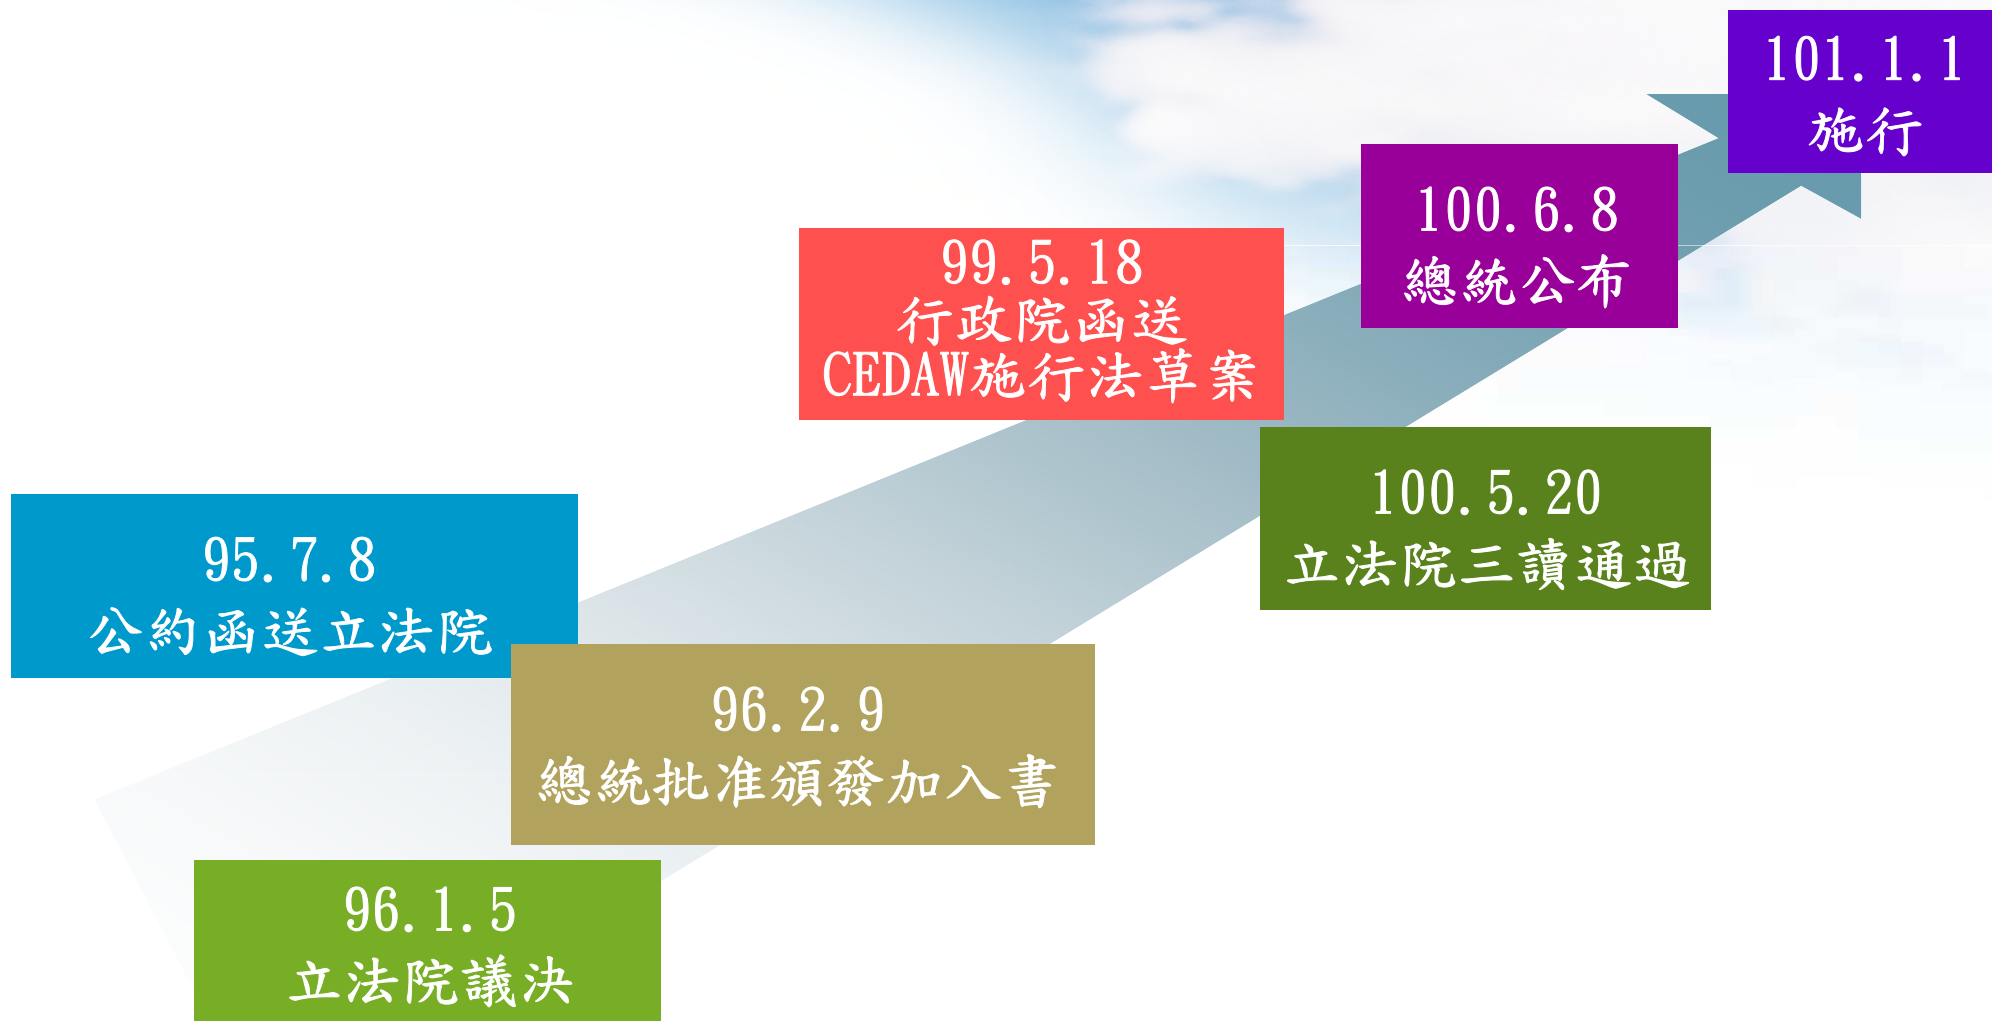 95.7.8
公約函送立法院
96.1.5
立法院議決
96.2.9
總統批准頒發加入書
99.5.18
行政院函送
CEDAW施行法草案
100.5.20
立法院三讀通過
100.6.8
總統公布
101.1.1
施行